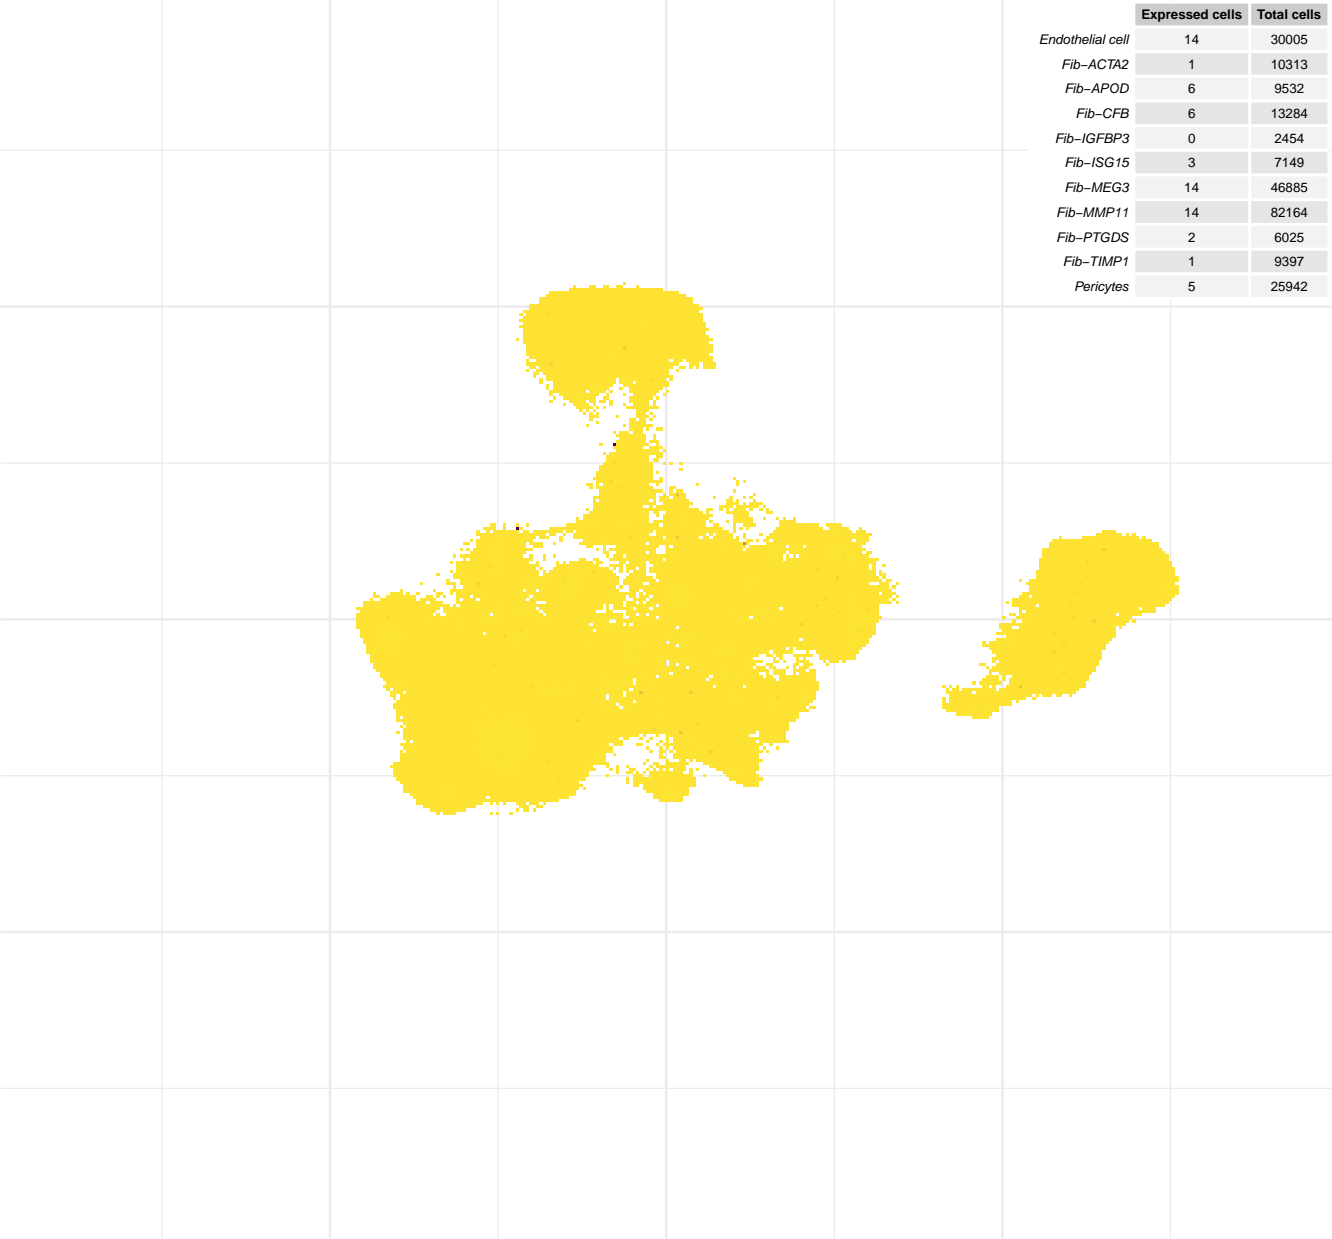 Expressed cells Total cells
Endothelial cell 14 30005
Fib−ACTA2 1 10313
Fib−APOD 6 9532
Fib−CFB 6 13284
Fib−IGFBP3 0 2454
Fib−ISG15 3 7149
Fib−MEG3 14 46885
Fib−MMP11 14 82164
Fib−PTGDS 2 6025
Fib−TIMP1 1 9397
Pericytes 5 25942